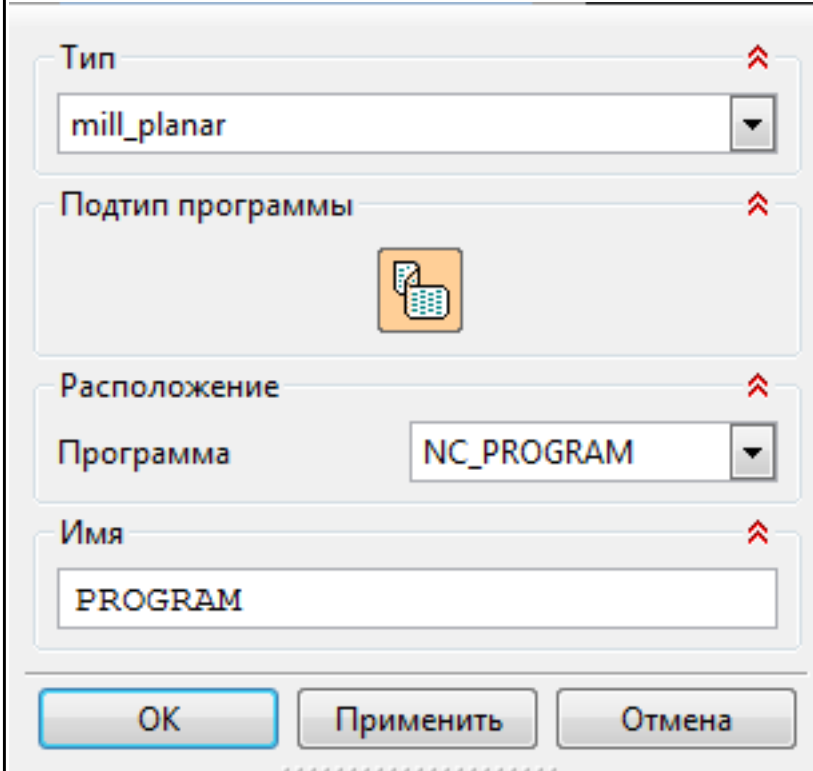 Тип
mill_planar
Подтип программы
Расположение
Программа NC_PROGRAM
Имя
PROGRAM
OK Применить Отмена